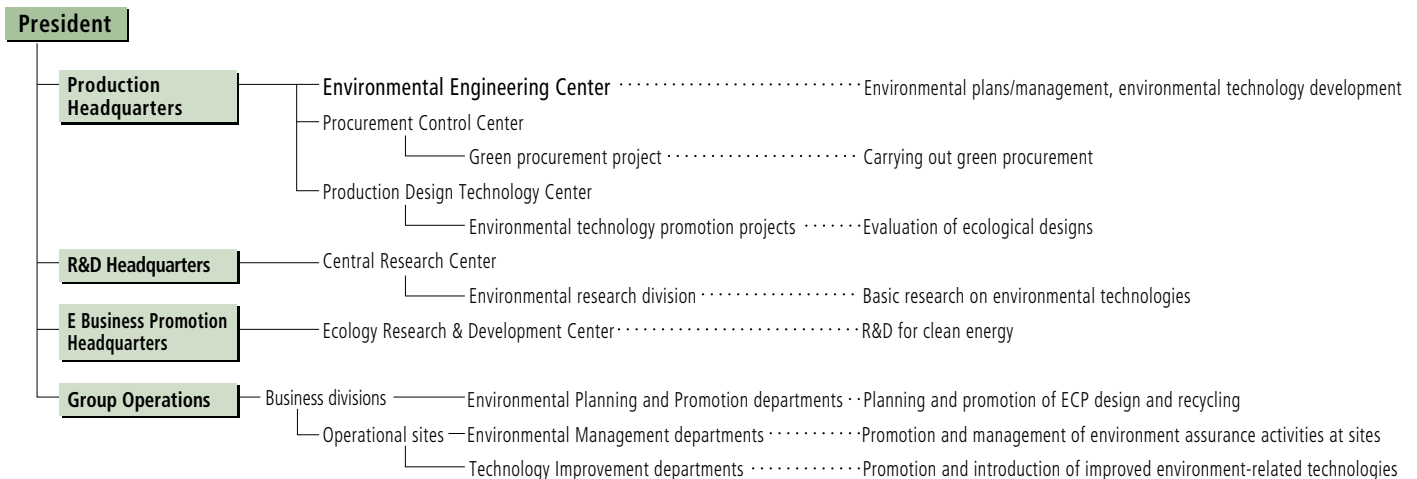 President
Production
Headquarters
Environmental Engineering Center
Environmental plans/management, environmental technology development
Procurement Control Center
Green procurement project
Carrying out green procurement
Production Design Technology Center
Environmental technology promotion projects
Evaluation of ecological designs
R&D Headquarters
Central Research Center
Environmental research division
Basic research on environmental technologies
E Business Promotion
Headquarters
Ecology Research & Development Center
R&D for clean energy
Group Operations
Business divisions
Environmental Planning and Promotion departments
Planning and promotion of ECP design and recycling
Operational sites
Environmental Management departments
Promotion and management of environment assurance activities at sites
Technology Improvement departments
Promotion and introduction of improved environment-related technologies